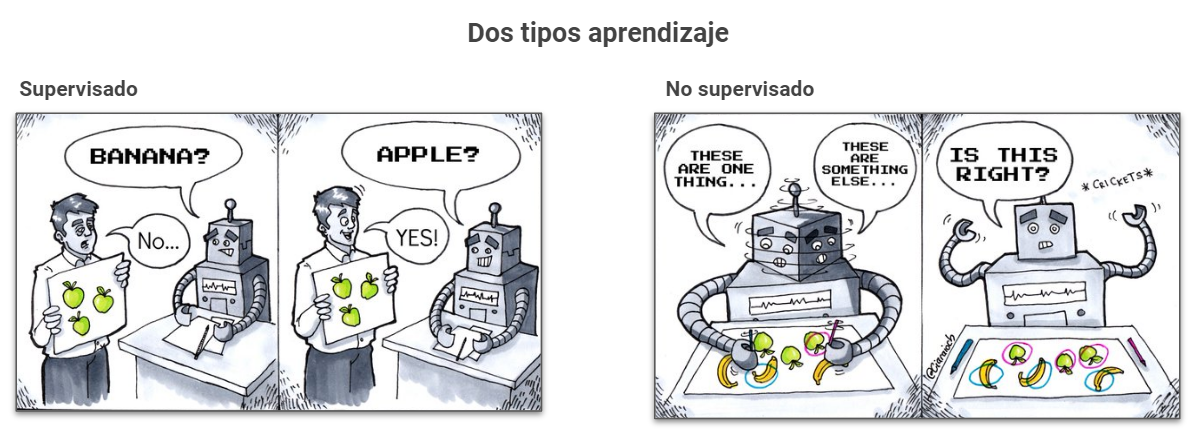 Dos tipos aprendizaje
Supervisado
BANANA?
No...
APPLE?
YES!
No supervisado
THESE
ARE ONE
THING...
THESE
ARE
SOMETHING
ELSE...
IS THIS
RIGHT?
*CRICKETS*
@Ciannoch